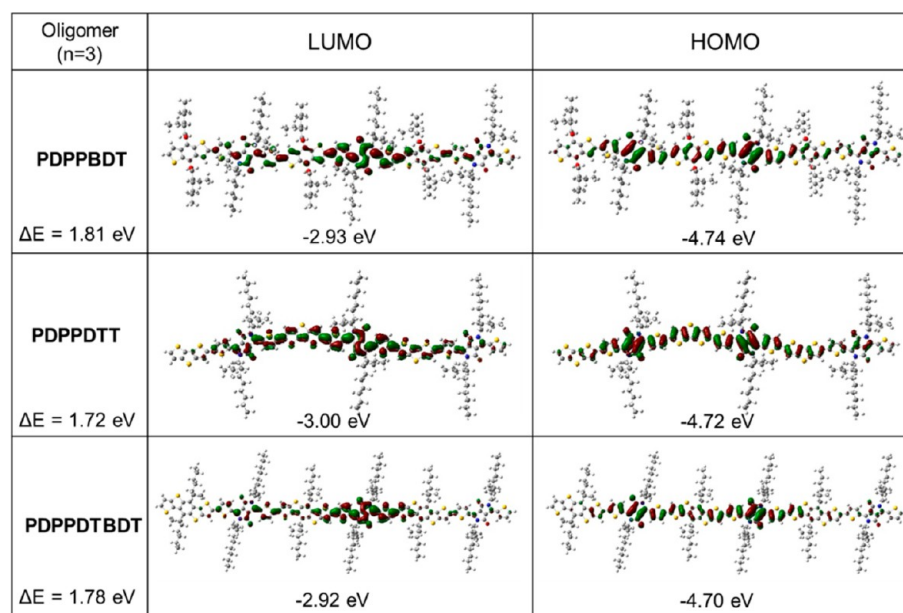 Oligomer
(n=3)
LUMO
HOMO
PDPPBDT
ΔE = 1.81 eV
-2.93 eV
-4.74 eV
PDPPDTT
ΔE = 1.72 eV
-3.00 eV
-4.72 eV
PDPPDTBDT
ΔE = 1.78 eV
-2.92 eV
-4.70 eV